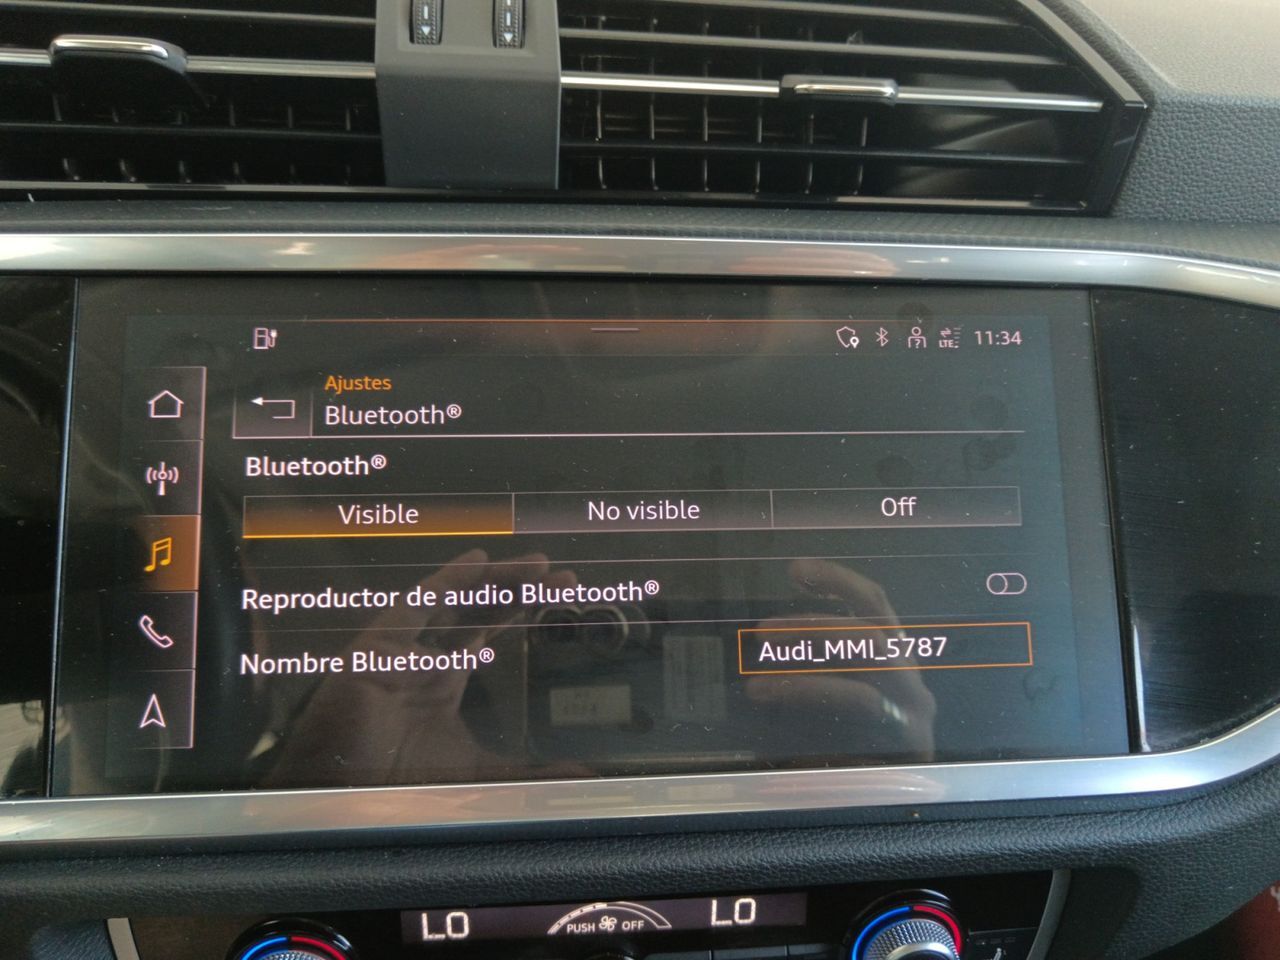 LTE
11:34
Ajustes
Bluetooth®
Bluetooth®
Visible
No visible
Off
Reproductor de audio Bluetooth®
Nombre Bluetooth®
Audi_MMI_5787
LO
PUSH OFF
LO